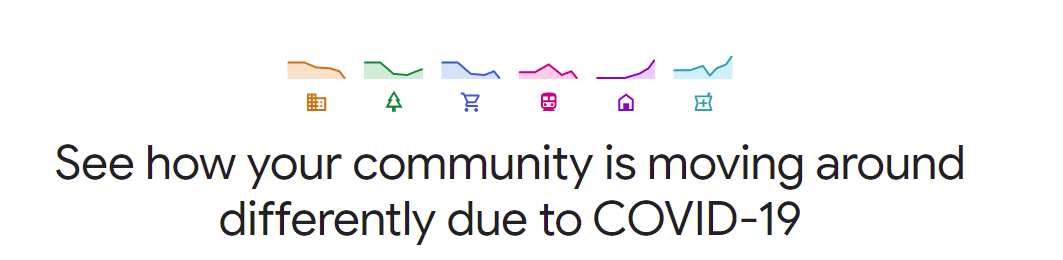 See how your community is moving around
differently due to COVID-19